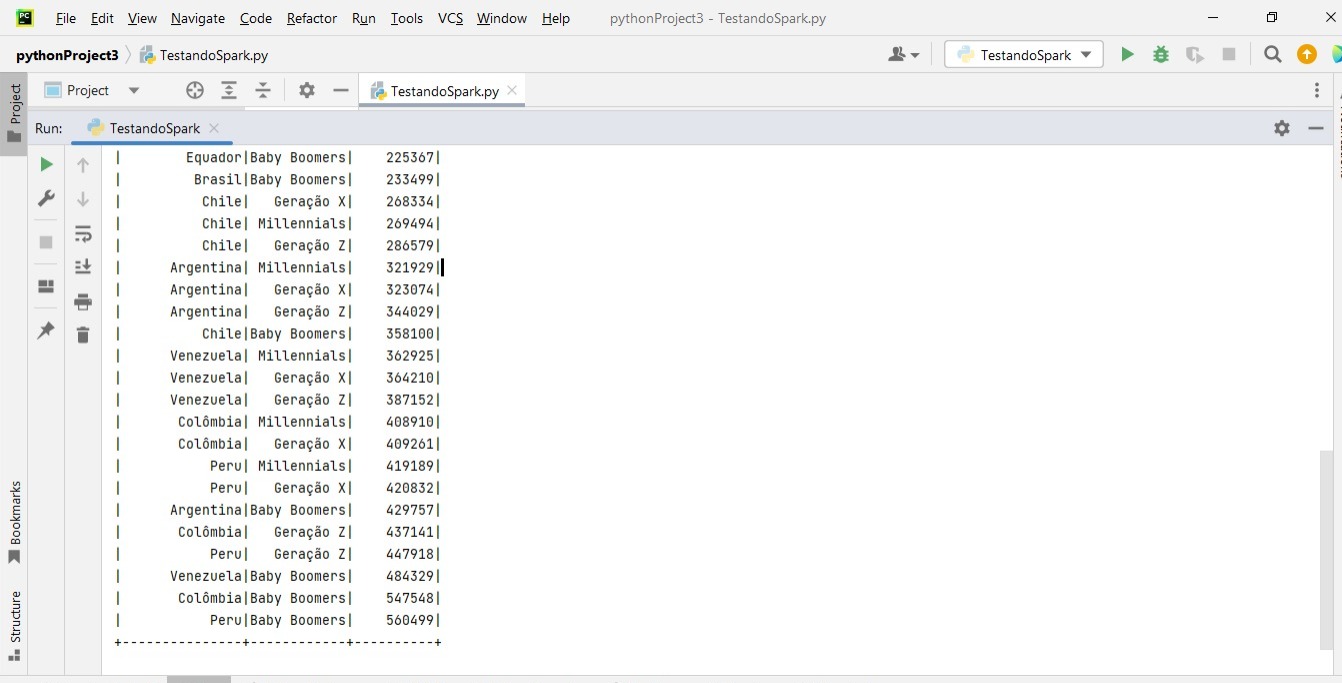 PC File Edit View Navigate Code Refactor Run Tools VCS Window Help pythonProject3 - TestandoSpark.py
pythonProject3 TestandoSpark.py TestandoSpark
Project Project TestandoSpark.py
Run: TestandoSpark
| Equador|Baby Boomers| 225367|
| Brasil|Baby Boomers| 233499|
| Chile| Geração X| 268334|
| Chile| Millennials| 269494|
| Chile| Geração Z| 286579|
| Argentina| Millennials| 321929|
| Argentina| Geração X| 323074|
| Argentina| Geração Z| 344029|
| Chile|Baby Boomers| 358100|
| Venezuela| Millennials| 362925|
| Venezuela| Geração X| 364210|
| Venezuela| Geração Z| 387152|
| Colômbia| Millennials| 408910|
| Colômbia| Geração X| 409261|
| Peru| Millennials| 419189|
| Peru| Geração X| 420832|
| Argentina|Baby Boomers| 429757|
| Colômbia| Geração Z| 437141|
| Peru| Geração Z| 447918|
| Venezuela|Baby Boomers| 484329|
| Colômbia|Baby Boomers| 547548|
| Peru|Baby Boomers| 560499|
+---------------+------------+----------+
Bookmarks
Structure